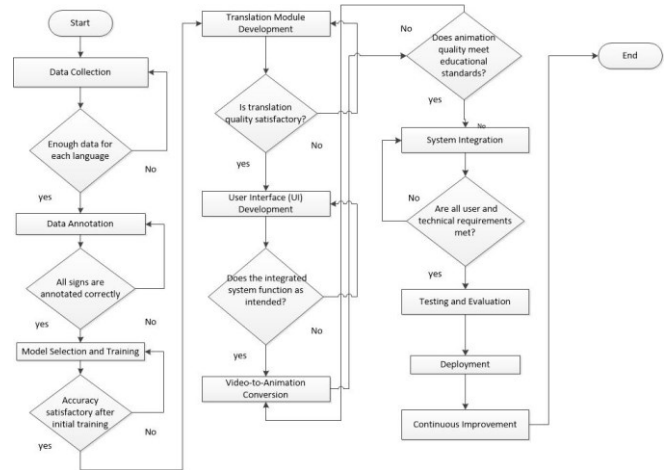 Start
Data Collection
Enough data for
each language
No
yes
Data Annotation
All signs are
annotated correctly
yes
No
Model Selection and Training
Accuracy
satisfactory after
initial training
No
yes
Translation Module
Development
Is translation
quality satisfactory?
No
yes
User Interface (UI)
Development
Does the integrated
system function as
intended?
No
yes
Video-to-Animation
Conversion
No
Does animation
quality meet
educational
standards?
yes
No
System Integration
No
Are all user and
technical requirements
met?
yes
Testing and Evaluation
Deployment
Continuous Improvement
End